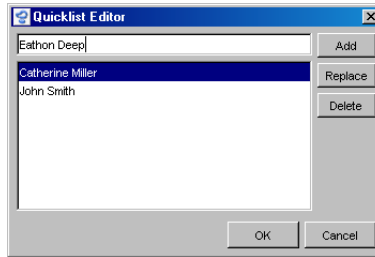 Quicklist Editor
Eathon Deep
Add
Catherine Miller
Replace
John Smith
Delete
OK
Cancel